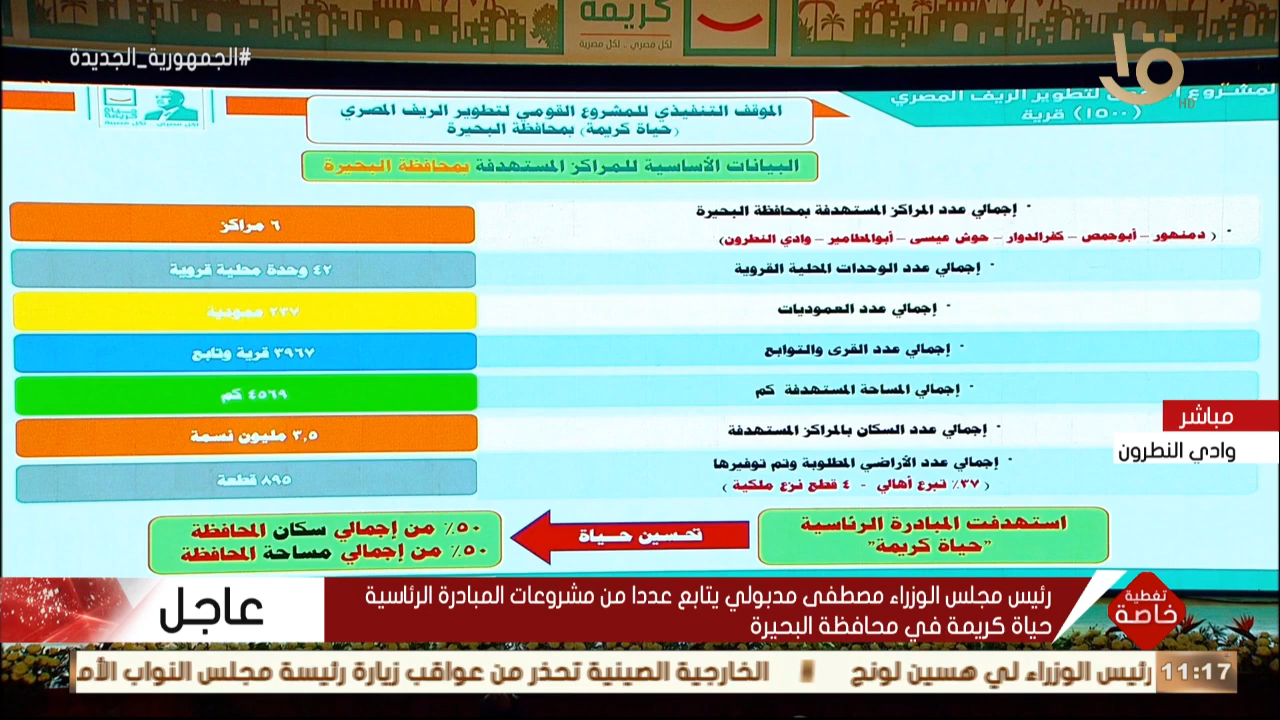 كريمة
لكل مصري .. لكل مصرية
#الجمهورية_الجديدة
HD
لتطوير الريف المصري
(١٥٠٠) قرية
حياة
كريمة
الموقف التنفيذي للمشروع القومي لتطوير الريف المصري
(حياة كريمة) بمحافظة البحيرة
البيانات الأساسية للمراكز المستهدفة بمحافظة البحيرة
- إجمالي عدد المراكز المستهدفة بمحافظة البحيرة
٦ مراكز
- (دمنهور – أبوحمص – كفرالدوار – حوش عيسى – أبوالمطامير – وادي النطرون)
- إجمالي عدد الوحدات المحلية القروية
٤٢ وحدة محلية قروية
- إجمالي عدد العموديات
٢٣٧ عمودية
- إجمالي عدد القرى والتوابع
٣٩٦٧ قرية وتابع
- إجمالي المساحة المستهدفة كم
٤٥٦٩ كم
- إجمالي عدد السكان بالمراكز المستهدفة
٣,٥ مليون نسمة
- إجمالي عدد الأراضي المطلوبة وتم توفيرها
(٣٧٪ تبرع أهالي - ٤ قطع نزع ملكية)
٨٩٥ قطعة
استهدفت المبادرة الرئاسية
"حياة كريمة"
تحسين حياة
٥٠٪ من إجمالي سكان المحافظة
٥٠٪ من إجمالي مساحة المحافظة
مباشر
وادي النطرون
تغطية
خاصة
رئيس مجلس الوزراء مصطفى مدبولي يتابع عددا من مشروعات المبادرة الرئاسية
حياة كريمة في محافظة البحيرة
عاجل
11:17
رئيس الوزراء لي هسين لونج الخارجية الصينية تحذر من عواقب زيارة رئيسة مجلس النواب الأم